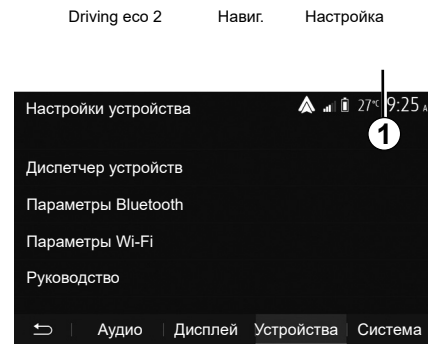 Driving eco 2 Навиг. Настройка
Настройки устройства 27°C 9:25
1
Диспетчер устройств
Параметры Bluetooth
Параметры Wi-Fi
Руководство
Аудио Дисплей Устройства Система